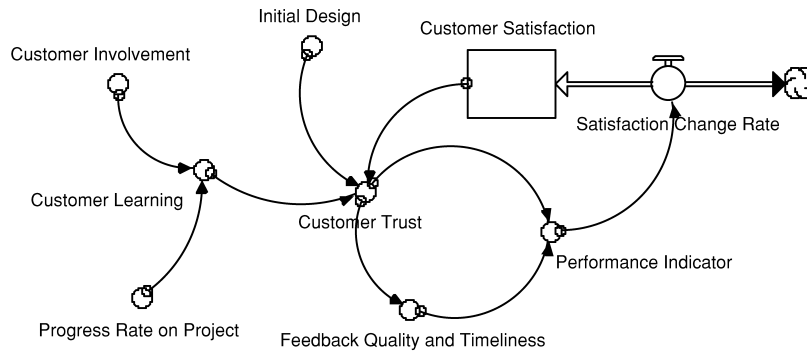 Initial Design
Customer Satisfaction
Customer Involvement
Satisfaction Change Rate
Customer Learning
Customer Trust
Performance Indicator
Progress Rate on Project
Feedback Quality and Timeliness